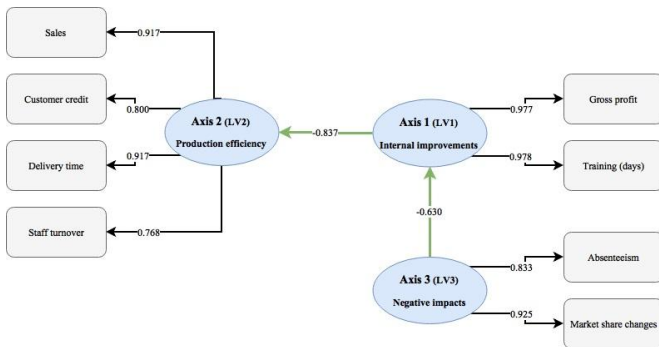 Sales
0.917
Customer credit
0.800
Axis 2 (LV2)
Production efficiency
Delivery time
0.917
Staff turnover
0.768
-0.837
Axis 1 (LV1)
Internal improvements
0.977
Gross profit
0.978
Training (days)
-0.630
Axis 3 (LV3)
Negative impacts
0.833
Absenteeism
0.925
Market share changes